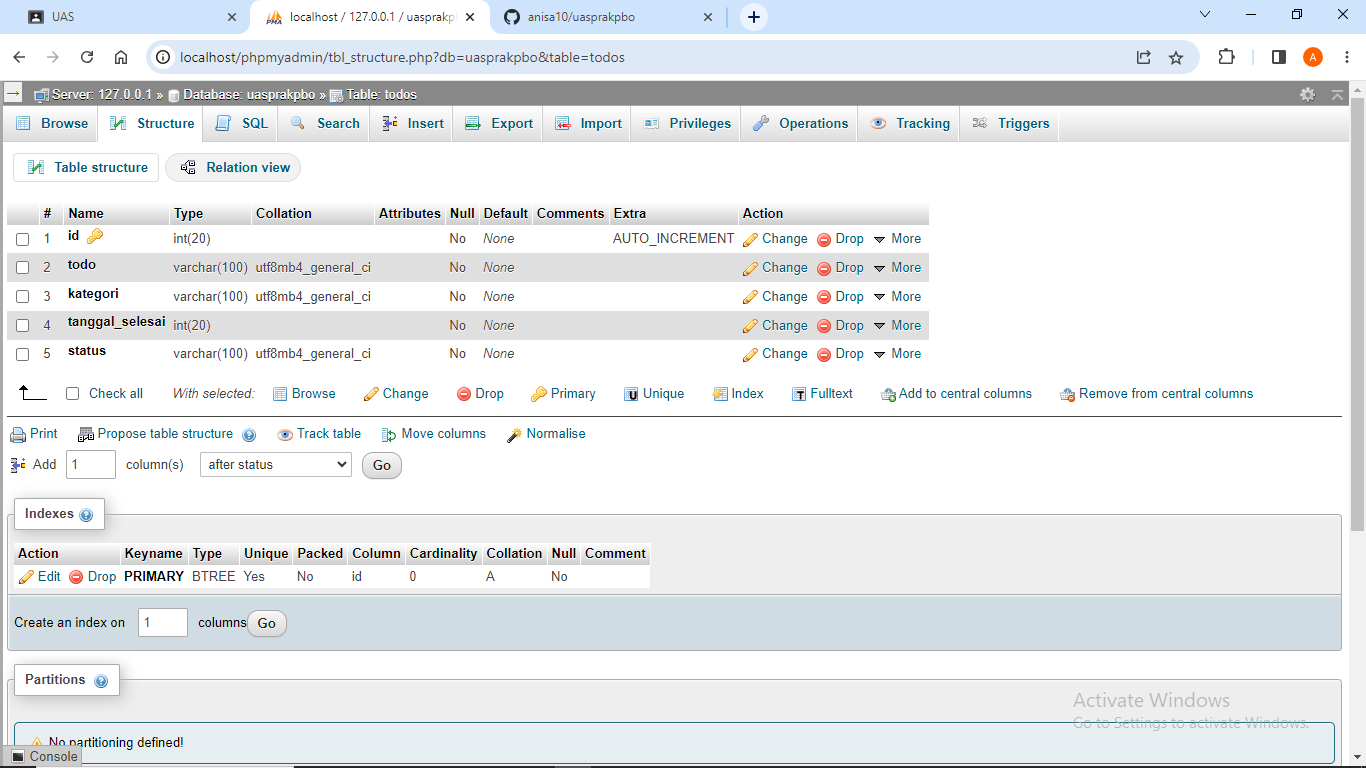 UAS
localhost / 127.0.0.1 / uasprakp
anisa10/uasprakpbo
localhost/phpmyadmin/tbl_structure.php?db=uasprakpbo&table=todos
A
Server: 127.0.0.1 » Database: uasprakpbo » Table: todos
Browse Structure SQL Search Insert Export Import Privileges Operations Tracking Triggers
Table structure Relation view
# Name Type Collation Attributes Null Default Comments Extra Action
1 id int(20) No None AUTO_INCREMENT Change Drop More
2 todo varchar(100) utf8mb4_general_ci No None Change Drop More
3 kategori varchar(100) utf8mb4_general_ci No None Change Drop More
4 tanggal_selesai int(20) No None Change Drop More
5 status varchar(100) utf8mb4_general_ci No None Change Drop More
Check all With selected: Browse Change Drop Primary Unique Index Fulltext Add to central columns Remove from central columns
Print Propose table structure Track table Move columns Normalise
Add 1 column(s) after status Go
Indexes
Action Keyname Type Unique Packed Column Cardinality Collation Null Comment
Edit Drop PRIMARY BTREE Yes No id 0 A No
Create an index on 1 columns Go
Partitions
Activate Windows
Go to Settings to activate Windows.
No partitioning defined!
Console